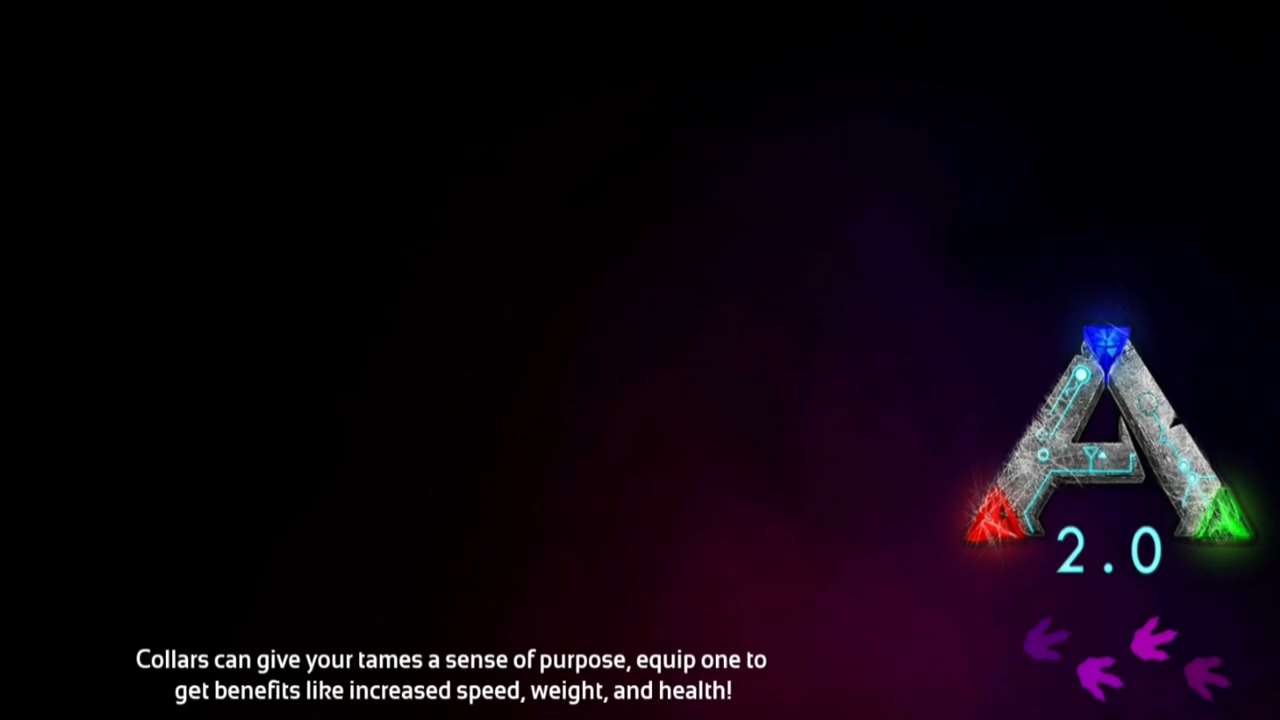 2.0
Collars can give your tames a sense of purpose, equip one to
get benefits like increased speed, weight, and health!